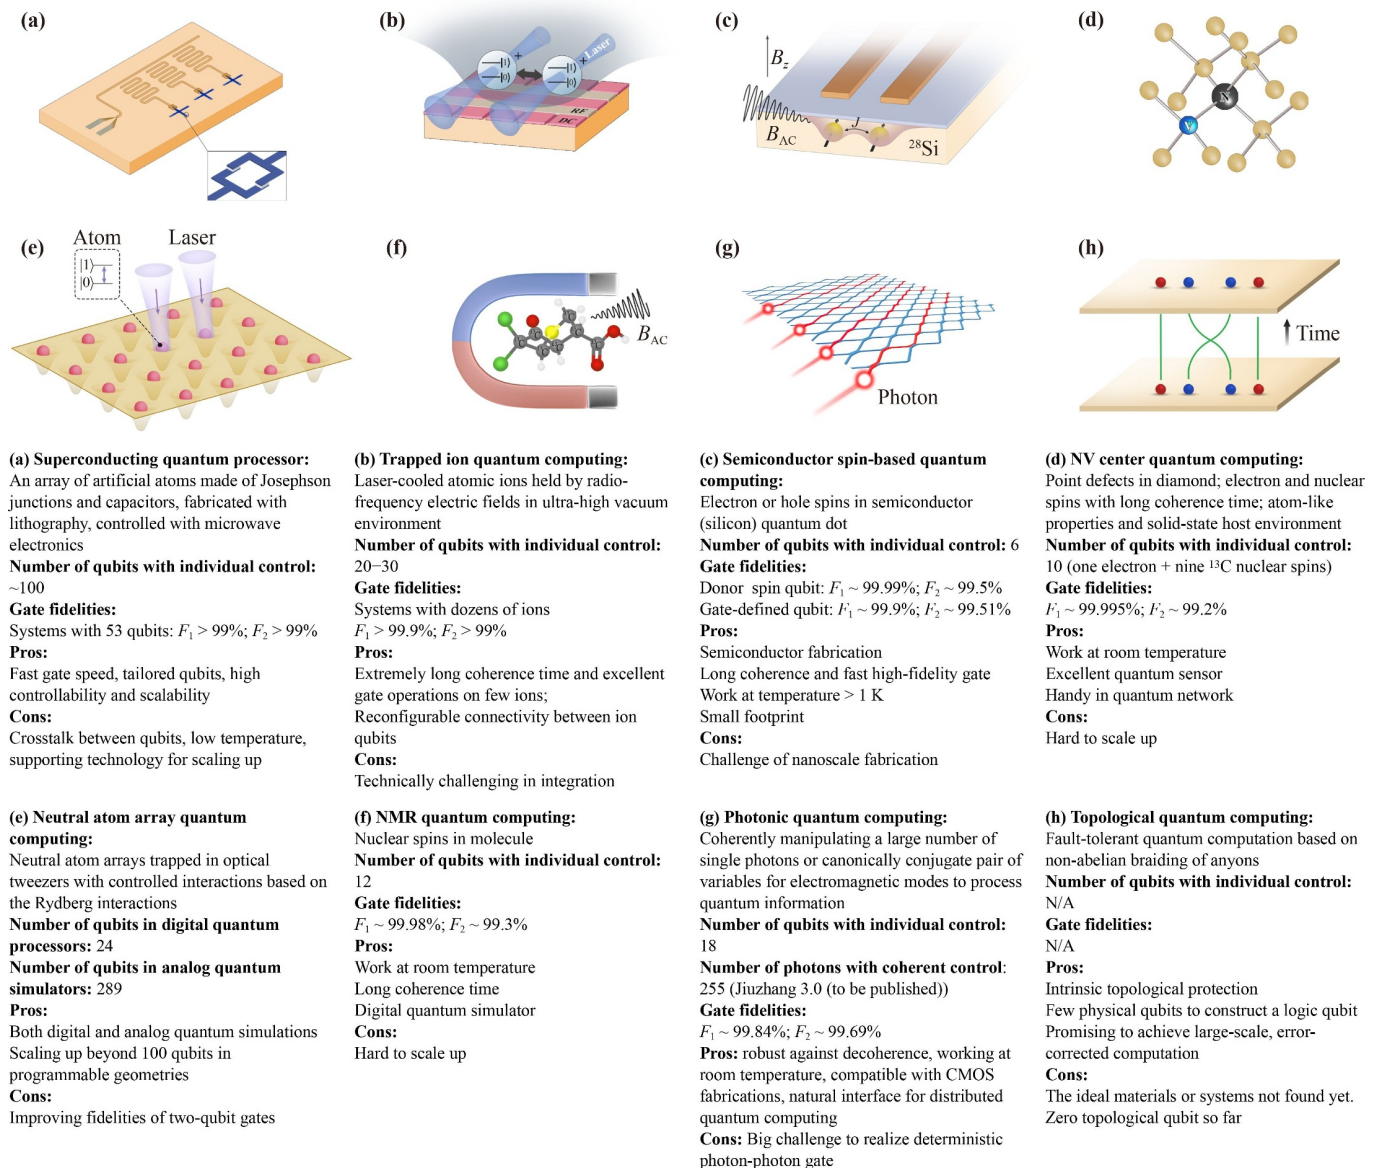 (a)
(b)
Laser
|1⟩
|0⟩
+
|1⟩
|0⟩
+
RF
DC
(c)
B_z
B_AC
J
²⁸Si
(d)
N
V
(e)
Atom
Laser
|1⟩
|0⟩
(f)
C
C
C
C
C
C
B_AC
(g)
Photon
(h)
Time
(a) Superconducting quantum processor:
An array of artificial atoms made of Josephson
junctions and capacitors, fabricated with
lithography, controlled with microwave
electronics
Number of qubits with individual control:
~100
Gate fidelities:
Systems with 53 qubits: F₁ > 99%; F₂ > 99%
Pros:
Fast gate speed, tailored qubits, high
controllability and scalability
Cons:
Crosstalk between qubits, low temperature,
supporting technology for scaling up
(b) Trapped ion quantum computing:
Laser-cooled atomic ions held by radio-
frequency electric fields in ultra-high vacuum
environment
Number of qubits with individual control:
20−30
Gate fidelities:
Systems with dozens of ions
F₁ > 99.9%; F₂ > 99%
Pros:
Extremely long coherence time and excellent
gate operations on few ions;
Reconfigurable connectivity between ion
qubits
Cons:
Technically challenging in integration
(c) Semiconductor spin-based quantum
computing:
Electron or hole spins in semiconductor
(silicon) quantum dot
Number of qubits with individual control: 6
Gate fidelities:
Donor spin qubit: F₁ ~ 99.99%; F₂ ~ 99.5%
Gate-defined qubit: F₁ ~ 99.9%; F₂ ~ 99.51%
Pros:
Semiconductor fabrication
Long coherence and fast high-fidelity gate
Work at temperature > 1 K
Small footprint
Cons:
Challenge of nanoscale fabrication
(d) NV center quantum computing:
Point defects in diamond; electron and nuclear
spins with long coherence time; atom-like
properties and solid-state host environment
Number of qubits with individual control:
10 (one electron + nine ¹³C nuclear spins)
Gate fidelities:
F₁ ~ 99.995%; F₂ ~ 99.2%
Pros:
Work at room temperature
Excellent quantum sensor
Handy in quantum network
Cons:
Hard to scale up
(e) Neutral atom array quantum
computing:
Neutral atom arrays trapped in optical
tweezers with controlled interactions based on
the Rydberg interactions
Number of qubits in digital quantum
processors: 24
Number of qubits in analog quantum
simulators: 289
Pros:
Both digital and analog quantum simulations
Scaling up beyond 100 qubits in
programmable geometries
Cons:
Improving fidelities of two-qubit gates
(f) NMR quantum computing:
Nuclear spins in molecule
Number of qubits with individual control:
12
Gate fidelities:
F₁ ~ 99.98%; F₂ ~ 99.3%
Pros:
Work at room temperature
Long coherence time
Digital quantum simulator
Cons:
Hard to scale up
(g) Photonic quantum computing:
Coherently manipulating a large number of
single photons or canonically conjugate pair of
variables for electromagnetic modes to process
quantum information
Number of qubits with individual control:
18
Number of photons with coherent control:
255 (Jiuzhang 3.0 (to be published))
Gate fidelities:
F₁ ~ 99.84%; F₂ ~ 99.69%
Pros: robust against decoherence, working at
room temperature, compatible with CMOS
fabrications, natural interface for distributed
quantum computing
Cons: Big challenge to realize deterministic
photon-photon gate
(h) Topological quantum computing:
Fault-tolerant quantum computation based on
non-abelian braiding of anyons
Number of qubits with individual control:
N/A
Gate fidelities:
N/A
Pros:
Intrinsic topological protection
Few physical qubits to construct a logic qubit
Promising to achieve large-scale, error-
corrected computation
Cons:
The ideal materials or systems not found yet.
Zero topological qubit so far